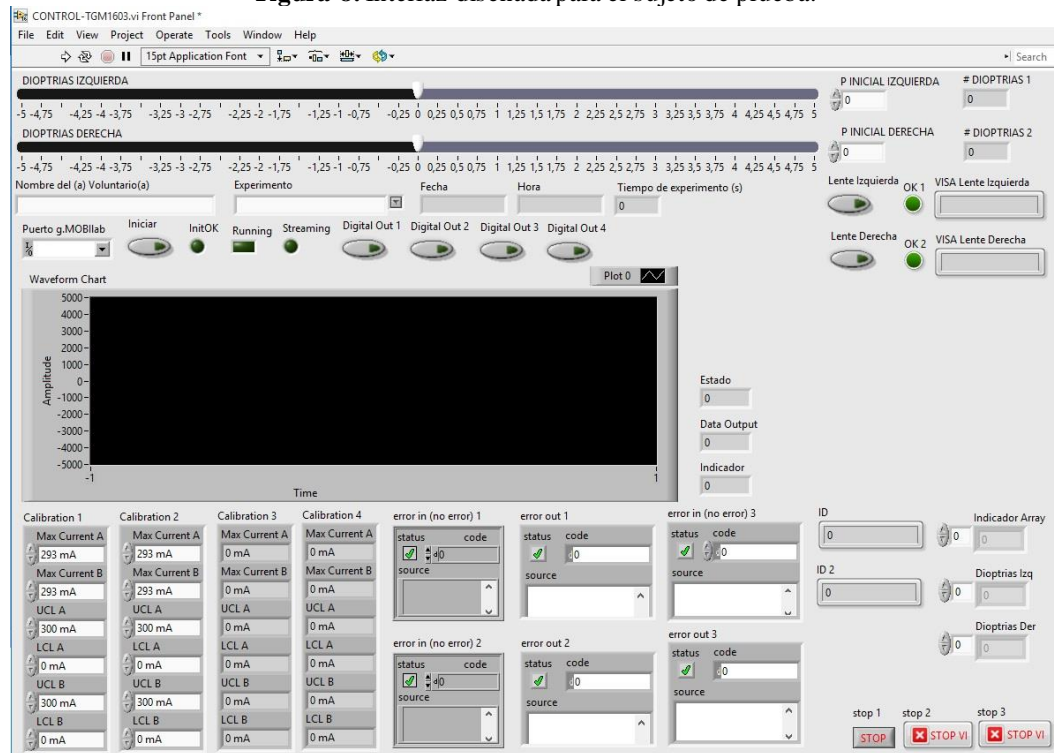 Figura 6. Interfaz diseñada para el sujeto de prueba.
CONTROL-TGM1603.vi Front Panel *
File Edit View Project Operate Tools Window Help
15pt Application Font
Search
DIOPTRIAS IZQUIERDA
-5 -4,75 -4,25 -4 -3,75 -3,25 -3 -2,75 -2,25 -2 -1,75 -1,25 -1 -0,75 -0,25 0 0,25 0,5 0,75 1 1,25 1,5 1,75 2 2,25 2,5 2,75 3 3,25 3,5 3,75 4 4,25 4,5 4,75 5
P INICIAL IZQUIERDA
0
# DIOPTRIAS 1
0
DIOPTRIAS DERECHA
-5 -4,75 -4,25 -4 -3,75 -3,25 -3 -2,75 -2,25 -2 -1,75 -1,25 -1 -0,75 -0,25 0 0,25 0,5 0,75 1 1,25 1,5 1,75 2 2,25 2,5 2,75 3 3,25 3,5 3,75 4 4,25 4,5 4,75 5
P INICIAL DERECHA
0
# DIOPTRIAS 2
0
Nombre del (a) Voluntario(a)
Experimento
Fecha
Hora
Tiempo de experimento (s)
0
Lente Izquierda
OK 1
VISA Lente Izquierda
Puerto g.MOBIlab
Iniciar
InitOK
Running
Streaming
Digital Out 1
Digital Out 2
Digital Out 3
Digital Out 4
Lente Derecha
OK 2
VISA Lente Derecha
Waveform Chart
Plot 0
5000
4000
3000
2000
1000
0
-1000
-2000
-3000
-4000
-5000
Amplitude
-1
1
Time
Estado
0
Data Output
0
Indicador
0
Calibration 1
Max Current A
293 mA
Max Current B
293 mA
UCL A
300 mA
LCL A
0 mA
UCL B
300 mA
LCL B
0 mA
Calibration 2
Max Current A
293 mA
Max Current B
293 mA
UCL A
300 mA
LCL A
0 mA
UCL B
300 mA
LCL B
0 mA
Calibration 3
Max Current A
0 mA
Max Current B
0 mA
UCL A
0 mA
LCL A
0 mA
UCL B
0 mA
LCL B
0 mA
Calibration 4
Max Current A
0 mA
Max Current B
0 mA
UCL A
0 mA
LCL A
0 mA
UCL B
0 mA
LCL B
0 mA
error in (no error) 1
status code
d0
source
error out 1
status code
d0
source
error in (no error) 3
status code
d0
source
error in (no error) 2
status code
d0
source
error out 2
status code
d0
source
error out 3
status code
d0
source
ID
0
ID 2
0
Indicador Array
0
0
Dioptrias Izq
0
0
Dioptrias Der
0
0
stop 1
STOP
stop 2
STOP VI
stop 3
STOP VI